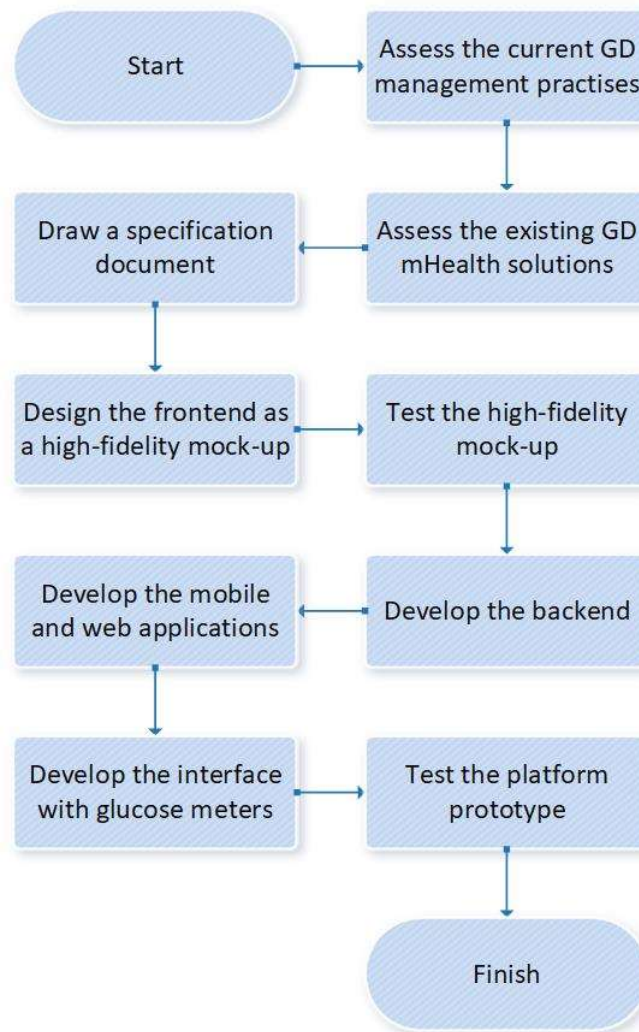 Start
Assess the current GD
management practises
Assess the existing GD
mHealth solutions
Draw a specification
document
Design the frontend as
a high-fidelity mock-up
Test the high-fidelity
mock-up
Develop the backend
Develop the mobile
and web applications
Develop the interface
with glucose meters
Test the platform
prototype
Finish